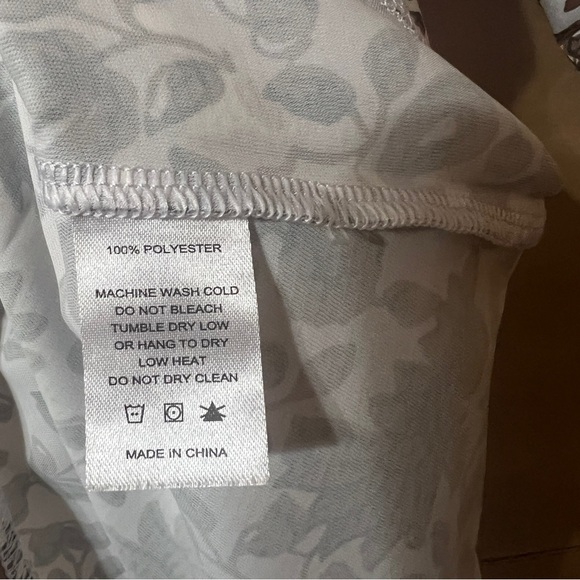 100% POLYESTER
MACHINE WASH COLD
DO NOT BLEACH
TUMBLE DRY LOW
OR HANG TO DRY
LOW HEAT
DO NOT DRY CLEAN
MADE IN CHINA